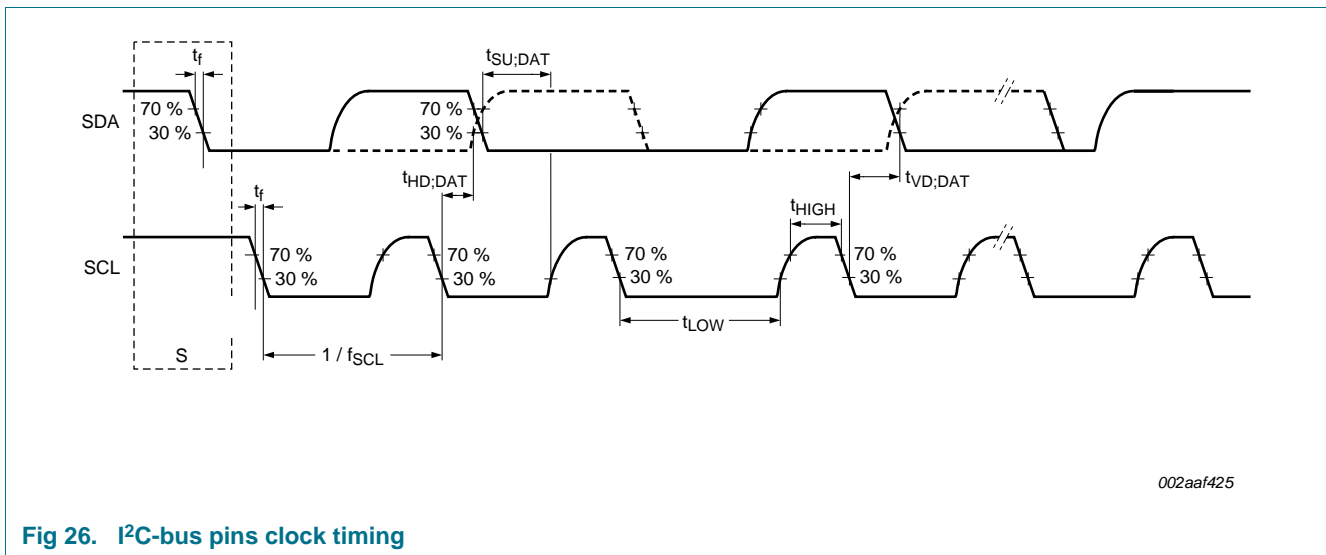 tf
tSU;DAT
70 %
30 %
SDA
70 %
30 %
tHD;DAT
tVD;DAT
tf
tHIGH
SCL
70 %
30 %
70 %
30 %
30 %
70 %
30 %
tLOW
S
1 / fSCL
002aaf425
Fig 26. I2C-bus pins clock timing